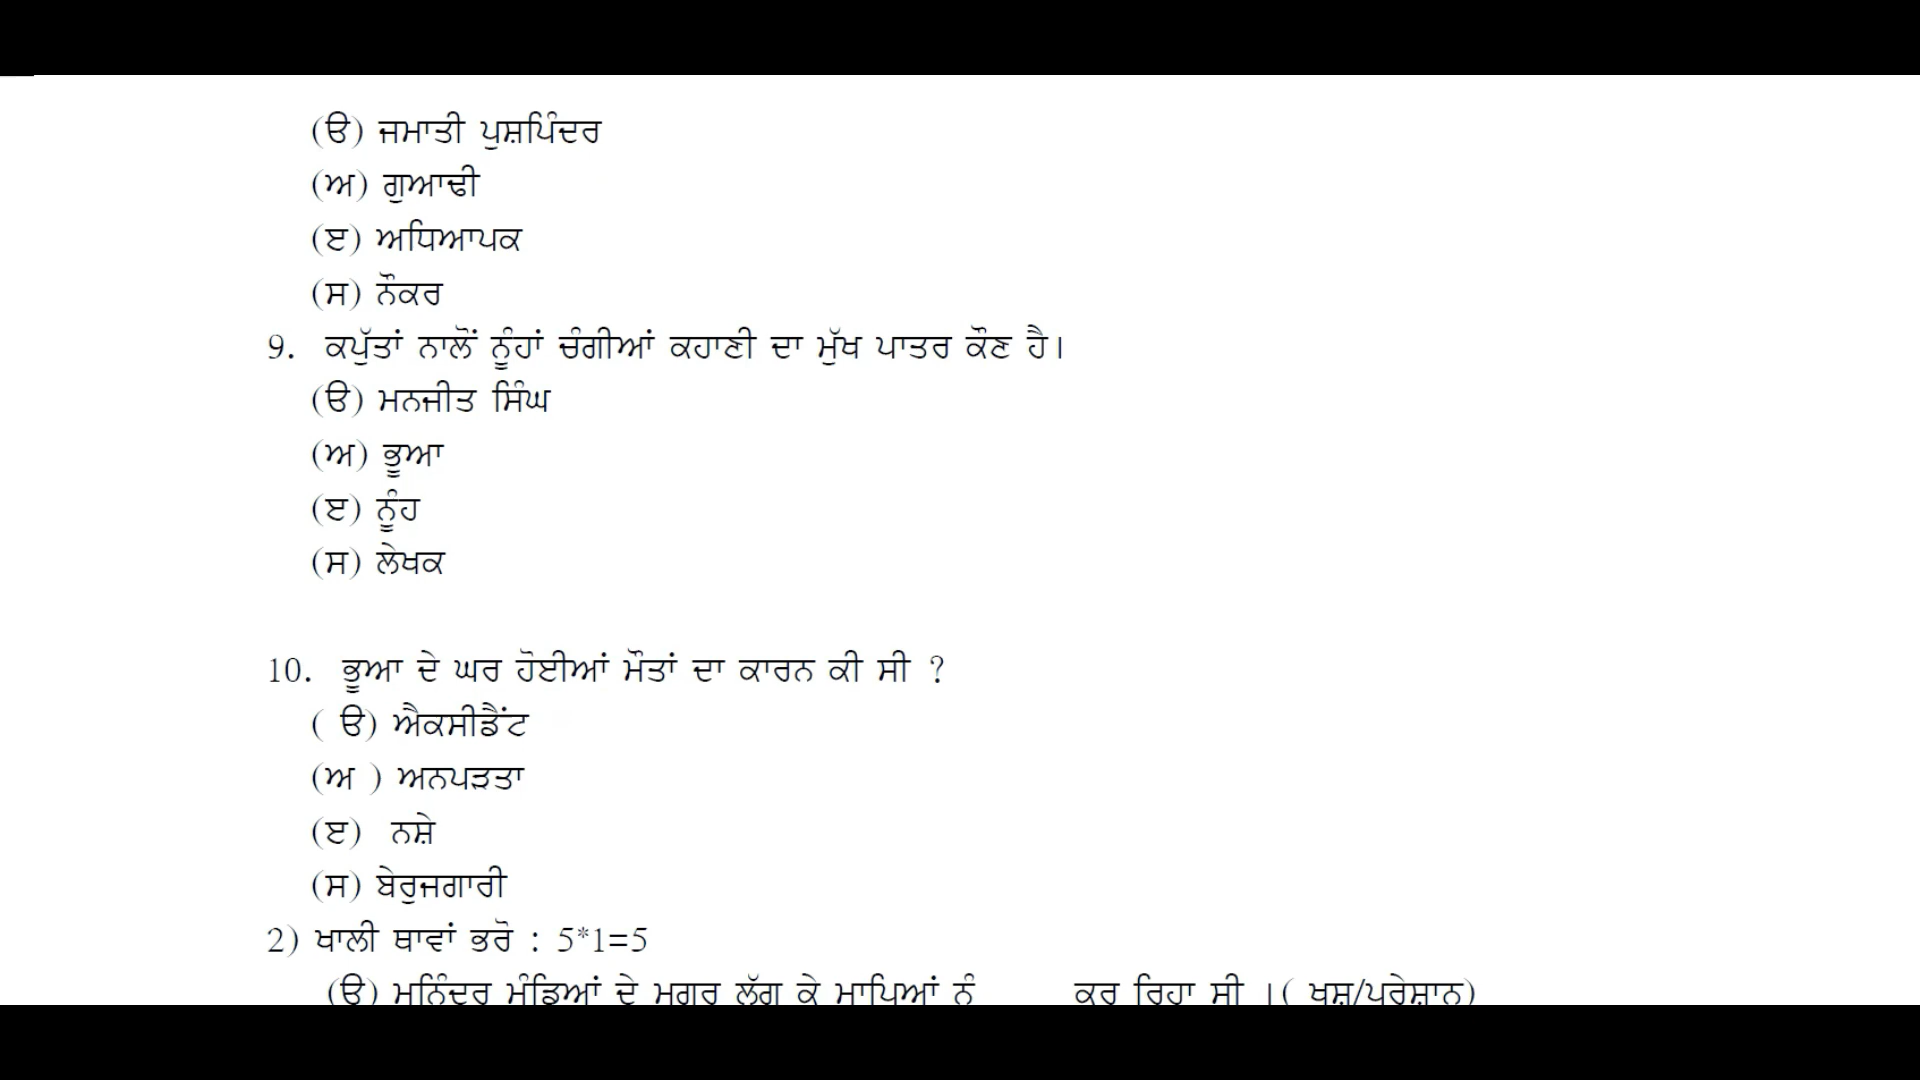 (ੳ) ਜਮਾਤੀ ਪੁਸ਼ਪਿੰਦਰ
(ਅ) ਗੁਆਢੀ
(ੲ) ਅਧਿਆਪਕ
(ਸ) ਨੌਕਰ
9. ਕਪੁੱਤਾਂ ਨਾਲੋਂ ਨੂੰਹਾਂ ਚੰਗੀਆਂ ਕਹਾਣੀ ਦਾ ਮੁੱਖ ਪਾਤਰ ਕੌਣ ਹੈ।
(ੳ) ਮਨਜੀਤ ਸਿੰਘ
(ਅ) ਭੂਆ
(ੲ) ਨੂੰਹ
(ਸ) ਲੇਖਕ
10. ਭੂਆ ਦੇ ਘਰ ਹੋਈਆਂ ਮੌਤਾਂ ਦਾ ਕਾਰਨ ਕੀ ਸੀ ?
( ੳ) ਐਕਸੀਡੈਂਟ
(ਅ ) ਅਨਪੜਤਾ
(ੲ) ਨਸ਼ੇ
(ਸ) ਬੇਰੁਜਗਾਰੀ
2) ਖਾਲੀ ਥਾਵਾਂ ਭਰੋ : 5*1=5
(ੳ) ਮਨਿੰਦਰ ਮੁੰਡਿਆਂ ਦੇ ਮਗਰ ਲੱਗ ਕੇ ਮਾਪਿਆਂ ਨੂੰ ਕਰ ਰਿਹਾ ਸੀ ।( ਖੁਸ਼/ਪਰੇਸ਼ਾਨ)